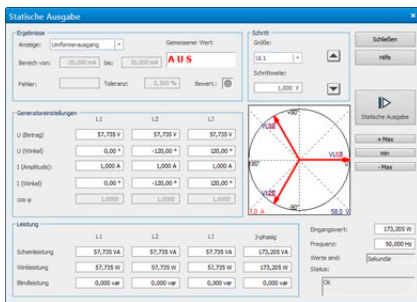 Statische Ausgabe
Ergebnisse
Anzeige: Umformerausgang
Gemessener Wert:
Bereich von: -20,000 mA bis: 20,000 mA
AUS
Fehler:
Toleranz: 0,300 %
Bewert.:
Schritt
Größe:
UL1
Schrittweite:
1,000 V
Schließen
Hilfe
Statische Ausgabe
+ Max
min
- Max
Generatoreinstellungen
L1 L2 L3
U (Betrag) 57,735 V 57,735 V 57,735 V
U (Winkel) 0,00 ° -120,00 ° 120,00 °
I (Amplitude): 1,000 A 1,000 A 1,000 A
I (Winkel) 0,00 ° -120,00 ° 120,00 °
cos φ 1,0000 1,0000 1,0000
+90°
180°
-90°
1,0 A
58,0 V
Leistung
L1 L2 L3 3-phasig
Scheinleistung 57,735 VA 57,735 VA 57,735 VA 173,205 VA
Wirkleistung 57,735 W 57,735 W 57,735 W 173,205 W
Blindleistung 0,000 var 0,000 var 0,000 var 0,000 var
Eingangswert: 173,205 W
Frequenz: 50,000 Hz
Werte sind: Sekundär
Status:
Ok